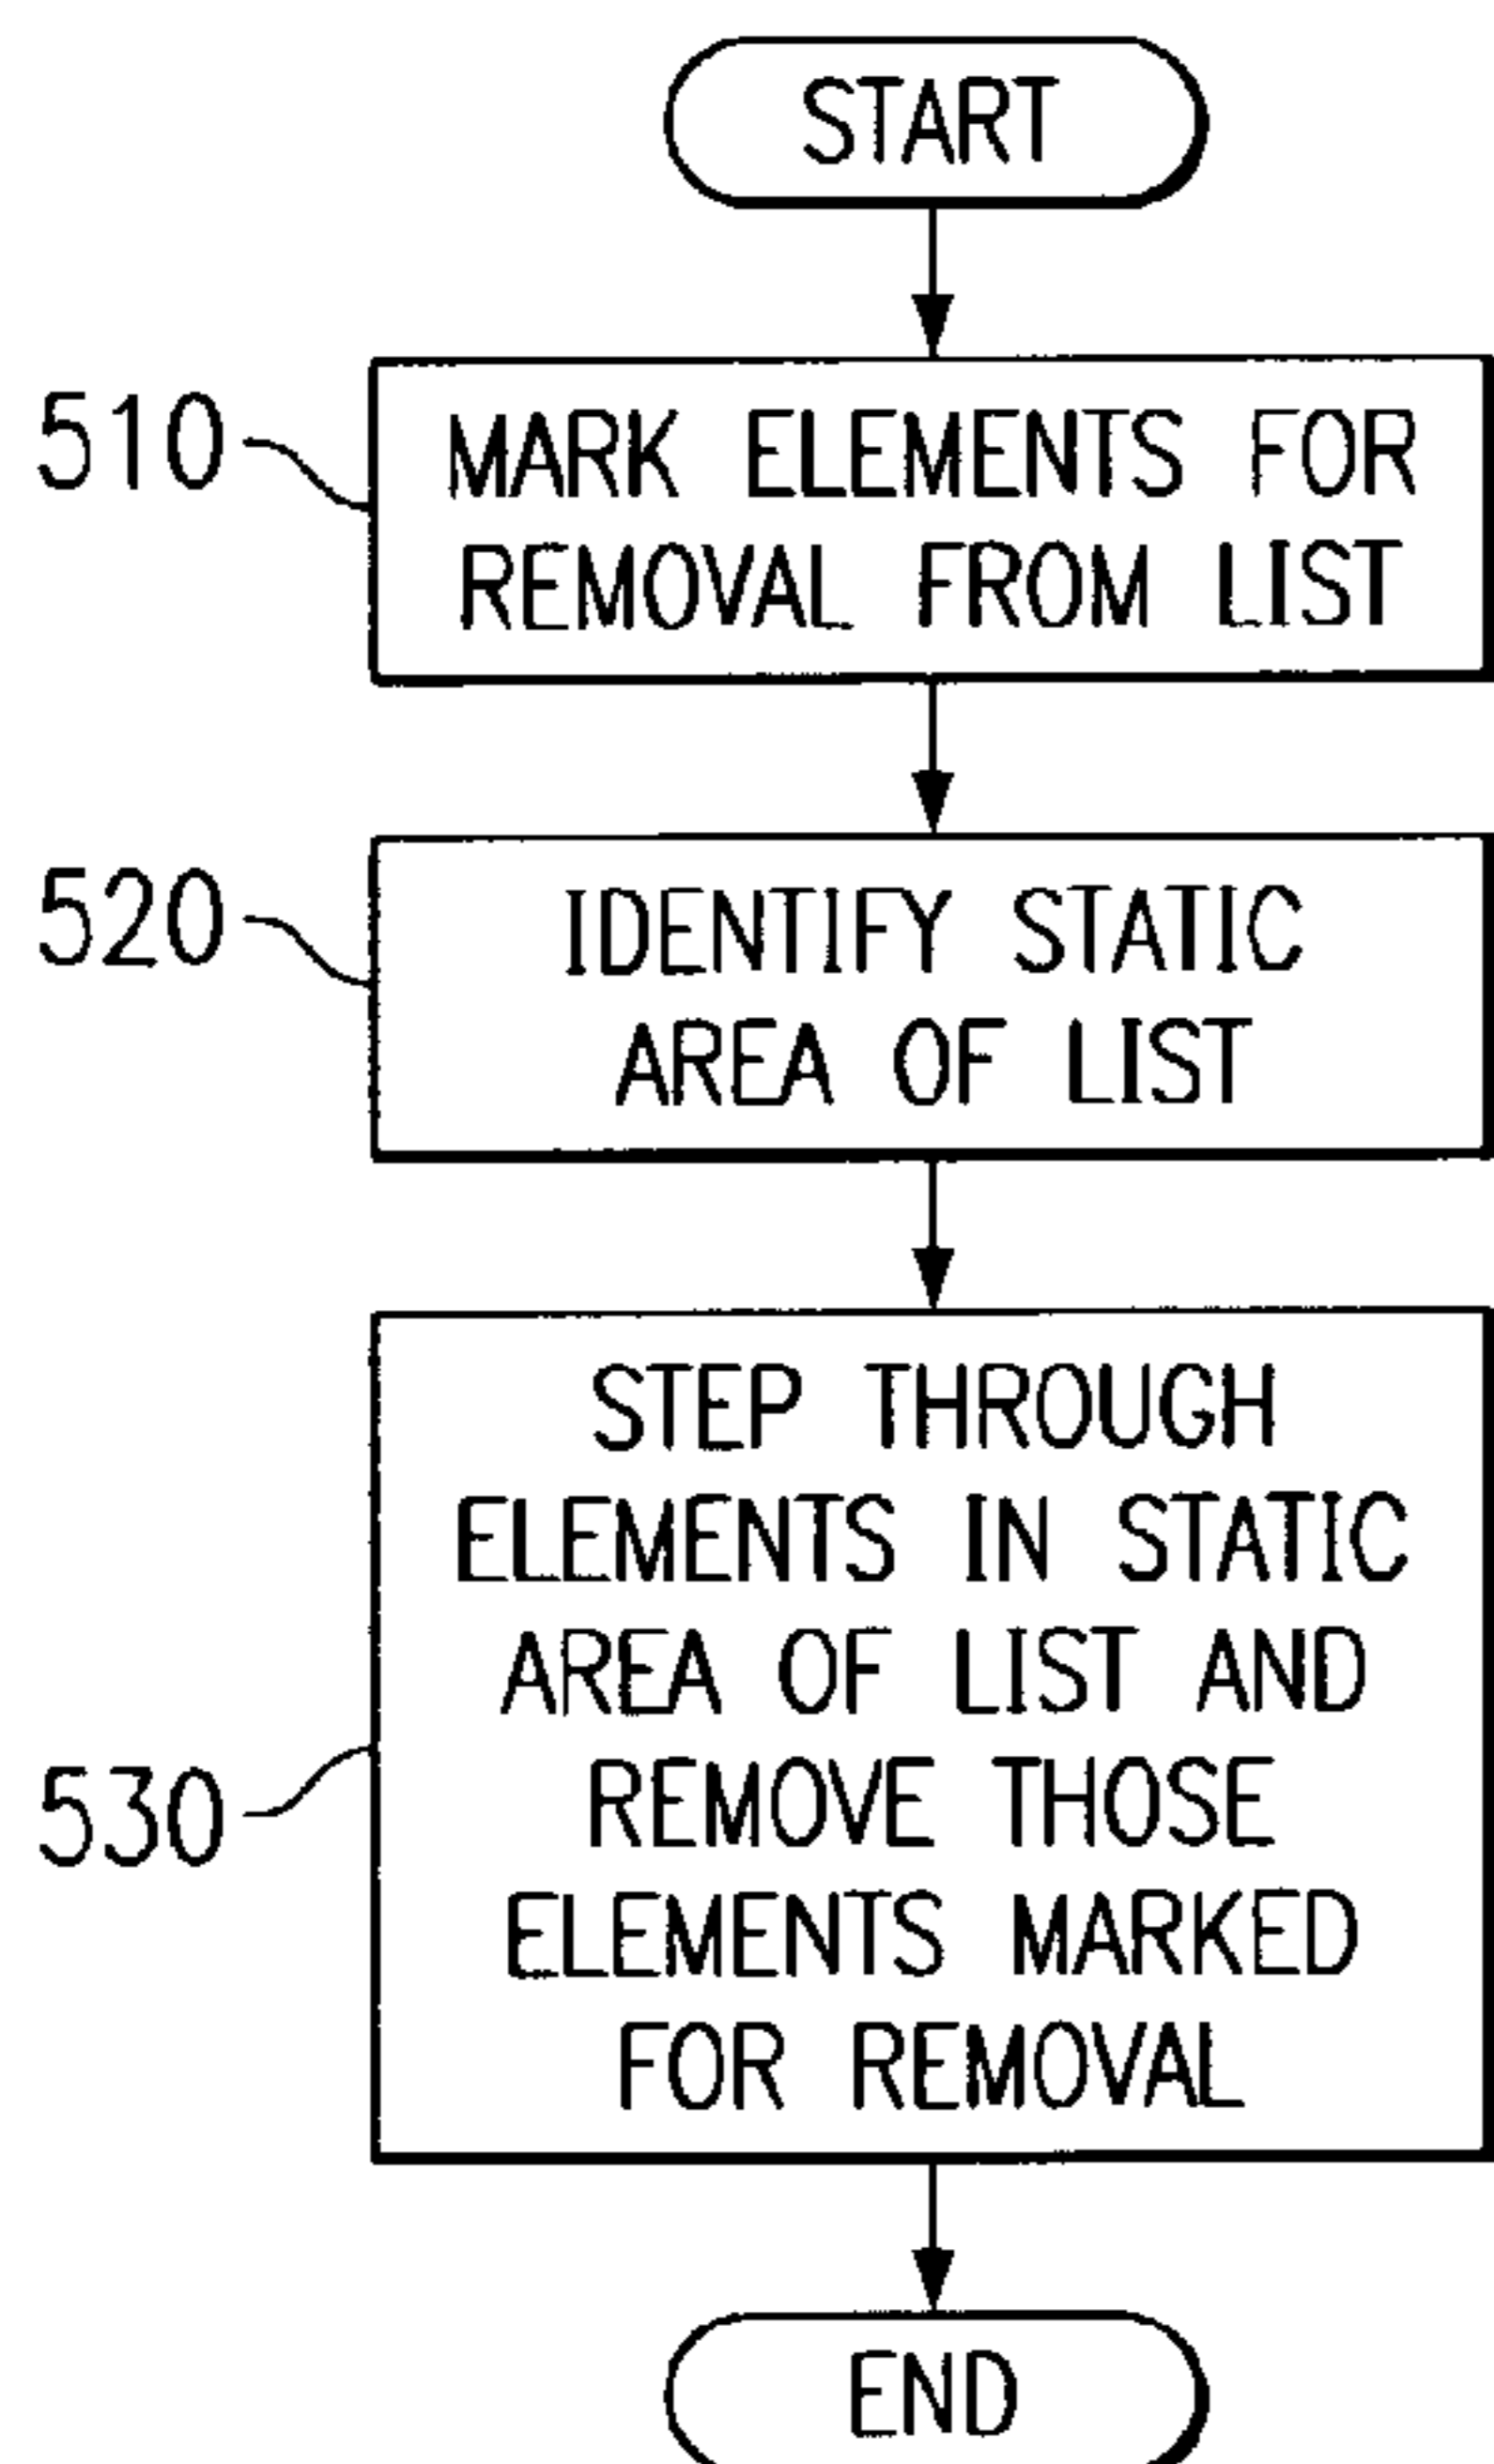 START
510
MARK ELEMENTS FOR
REMOVAL FROM LIST
520
IDENTIFY STATIC
AREA OF LIST
530
STEP THROUGH
ELEMENTS IN STATIC
AREA OF LIST AND
REMOVE THOSE
ELEMENTS MARKED
FOR REMOVAL
END